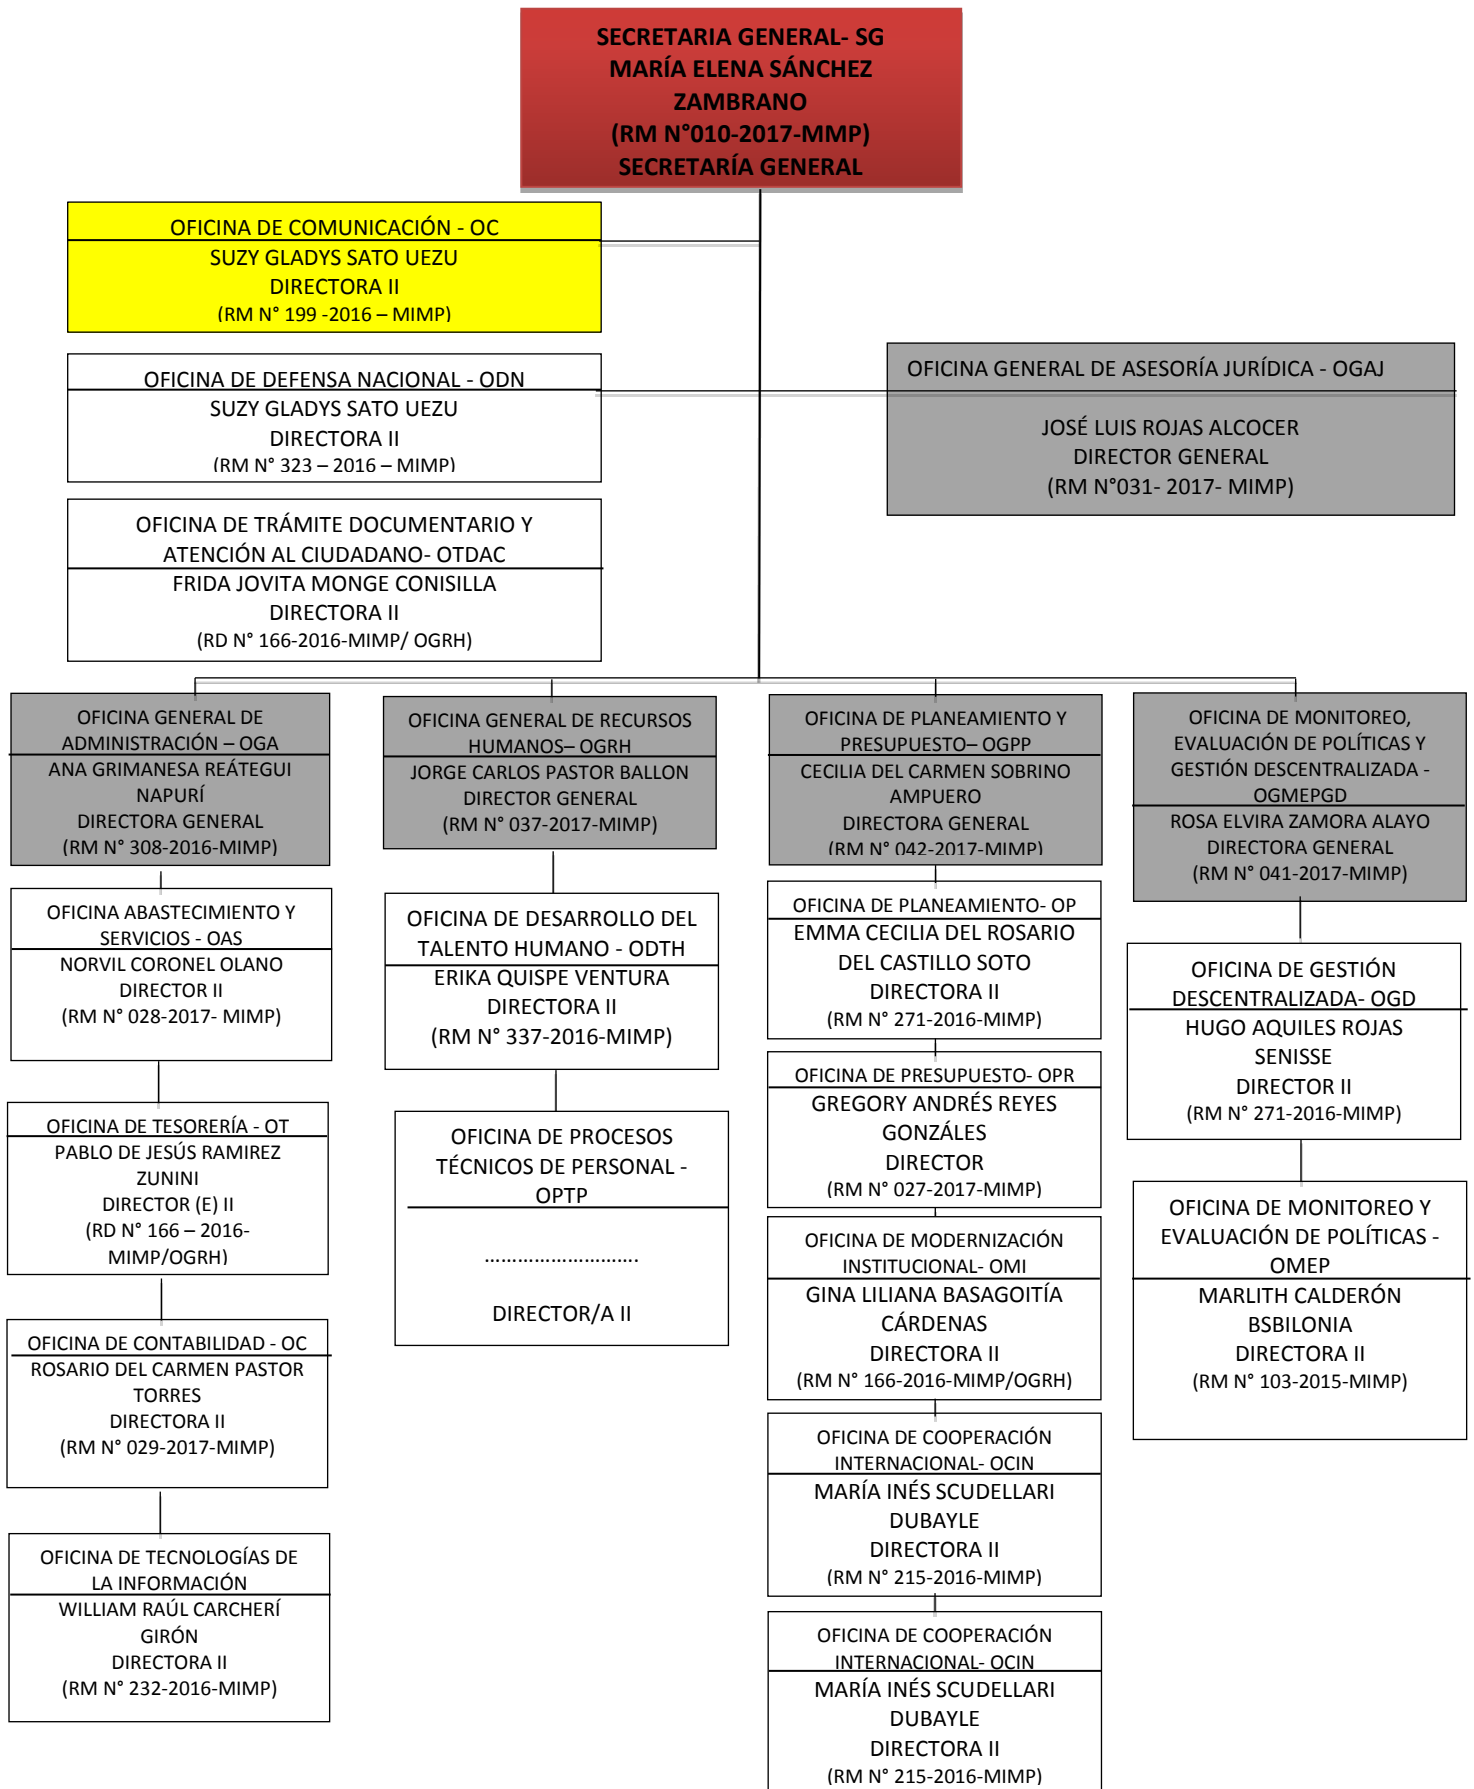 SECRETARIA GENERAL- SG
MARÍA ELENA SÁNCHEZ
ZAMBRANO
(RM N°010-2017-MMP)
SECRETARÍA GENERAL
OFICINA DE COMUNICACIÓN - OC
SUZY GLADYS SATO UEZU
DIRECTORA II
(RM N° 199 -2016 – MIMP)
OFICINA DE DEFENSA NACIONAL - ODN
SUZY GLADYS SATO UEZU
DIRECTORA II
(RM N° 323 – 2016 – MIMP)
OFICINA GENERAL DE ASESORÍA JURÍDICA - OGAJ
JOSÉ LUIS ROJAS ALCOCER
DIRECTOR GENERAL
(RM N°031- 2017- MIMP)
OFICINA DE TRÁMITE DOCUMENTARIO Y
ATENCIÓN AL CIUDADANO- OTDAC
FRIDA JOVITA MONGE CONISILLA
DIRECTORA II
(RD N° 166-2016-MIMP/ OGRH)
OFICINA GENERAL DE
ADMINISTRACIÓN – OGA
ANA GRIMANESA REÁTEGUI
NAPURÍ
DIRECTORA GENERAL
(RM N° 308-2016-MIMP)
OFICINA ABASTECIMIENTO Y
SERVICIOS - OAS
NORVIL CORONEL OLANO
DIRECTOR II
(RM N° 028-2017- MIMP)
OFICINA DE TESORERÍA - OT
PABLO DE JESÚS RAMIREZ
ZUNINI
DIRECTOR (E) II
(RD N° 166 – 2016-
MIMP/OGRH)
OFICINA DE CONTABILIDAD - OC
ROSARIO DEL CARMEN PASTOR
TORRES
DIRECTORA II
(RM N° 029-2017-MIMP)
OFICINA DE TECNOLOGÍAS DE
LA INFORMACIÓN
WILLIAM RAÚL CARCHERÍ
GIRÓN
DIRECTORA II
(RM N° 232-2016-MIMP)
OFICINA GENERAL DE RECURSOS
HUMANOS– OGRH
JORGE CARLOS PASTOR BALLON
DIRECTOR GENERAL
(RM N° 037-2017-MIMP)
OFICINA DE DESARROLLO DEL
TALENTO HUMANO - ODTH
ERIKA QUISPE VENTURA
DIRECTORA II
(RM N° 337-2016-MIMP)
OFICINA DE PROCESOS
TÉCNICOS DE PERSONAL -
OPTP
............................
DIRECTOR/A II
OFICINA DE PLANEAMIENTO Y
PRESUPUESTO– OGPP
CECILIA DEL CARMEN SOBRINO
AMPUERO
DIRECTORA GENERAL
(RM N° 042-2017-MIMP)
OFICINA DE PLANEAMIENTO- OP
EMMA CECILIA DEL ROSARIO
DEL CASTILLO SOTO
DIRECTORA II
(RM N° 271-2016-MIMP)
OFICINA DE PRESUPUESTO- OPR
GREGORY ANDRÉS REYES
GONZÁLES
DIRECTOR
(RM N° 027-2017-MIMP)
OFICINA DE MODERNIZACIÓN
INSTITUCIONAL- OMI
GINA LILIANA BASAGOITÍA
CÁRDENAS
DIRECTORA II
(RM N° 166-2016-MIMP/OGRH)
OFICINA DE COOPERACIÓN
INTERNACIONAL- OCIN
MARÍA INÉS SCUDELLARI
DUBAYLE
DIRECTORA II
(RM N° 215-2016-MIMP)
OFICINA DE COOPERACIÓN
INTERNACIONAL- OCIN
MARÍA INÉS SCUDELLARI
DUBAYLE
DIRECTORA II
(RM N° 215-2016-MIMP)
OFICINA DE MONITOREO,
EVALUACIÓN DE POLÍTICAS Y
GESTIÓN DESCENTRALIZADA -
OGMEPGD
ROSA ELVIRA ZAMORA ALAYO
DIRECTORA GENERAL
(RM N° 041-2017-MIMP)
OFICINA DE GESTIÓN
DESCENTRALIZADA- OGD
HUGO AQUILES ROJAS
SENISSE
DIRECTOR II
(RM N° 271-2016-MIMP)
OFICINA DE MONITOREO Y
EVALUACIÓN DE POLÍTICAS -
OMEP
MARLITH CALDERÓN
BSBILONIA
DIRECTORA II
(RM N° 103-2015-MIMP)